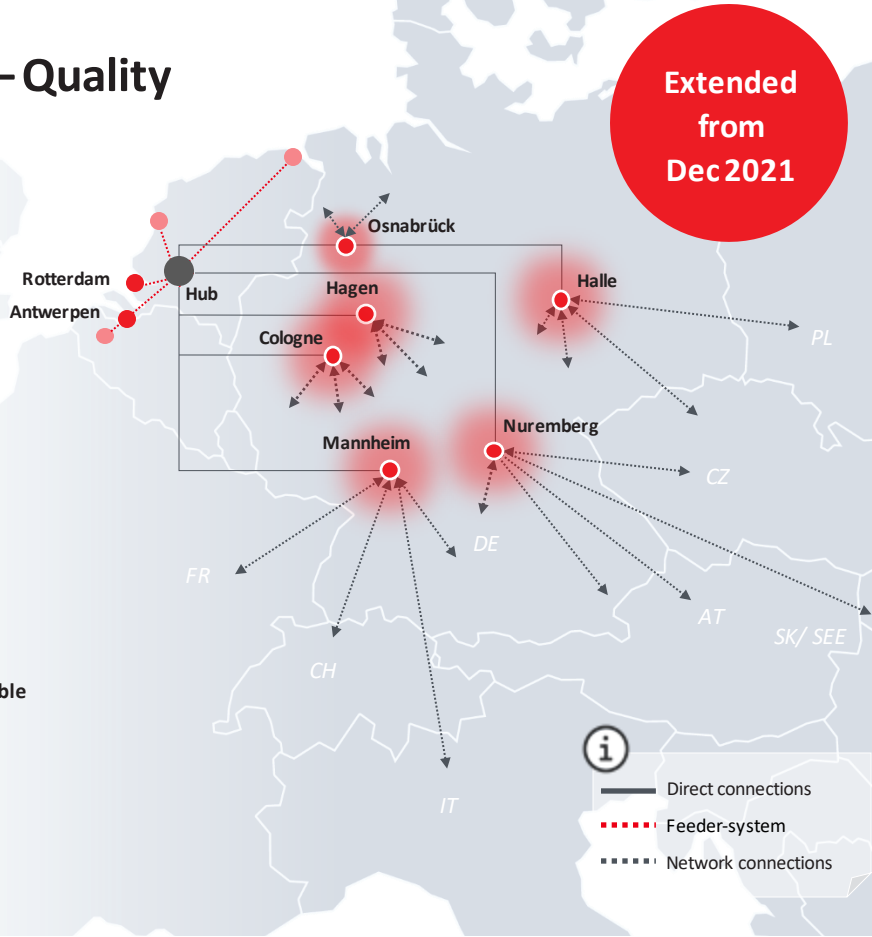 – Quality
Extended
from
Dec 2021
Osnabrück
Rotterdam
Hub
Hagen
Halle
Antwerpen
Cologne
PL
Mannheim
Nuremberg
CZ
DE
FR
AT
SK/ SEE
CH
ble
IT
i
Direct connections
Feeder-system
Network connections